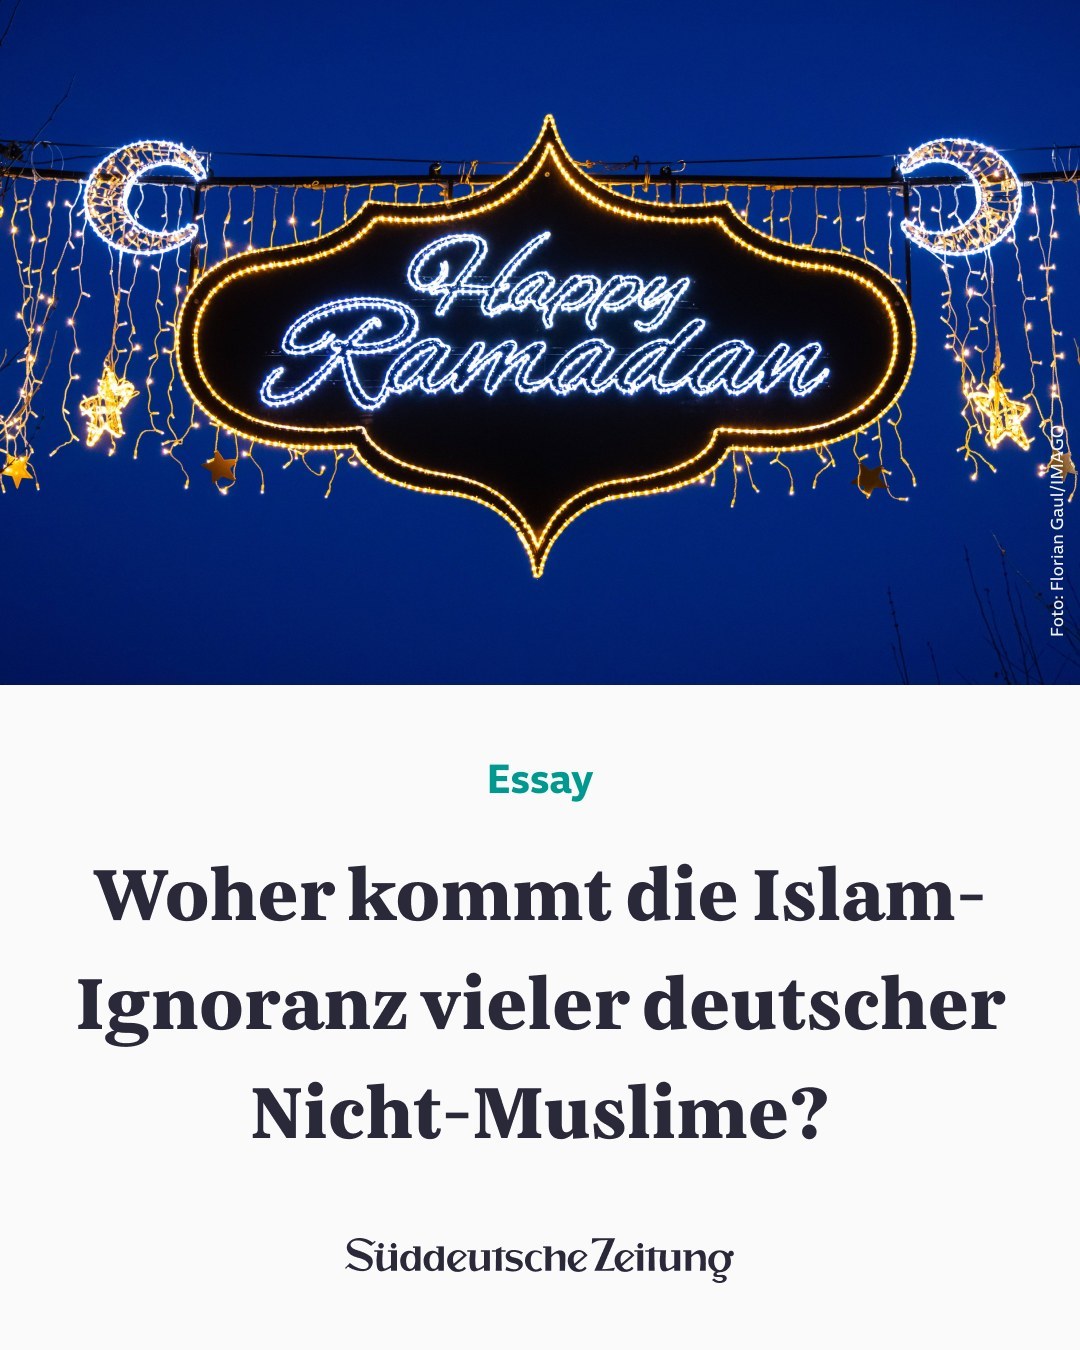 Happy
Ramadan
Foto: Florian Gaul/IMAGO
Essay
Woher kommt die Islam-
Ignoranz vieler deutscher
Nicht-Muslime?
Süddeutsche Zeitung